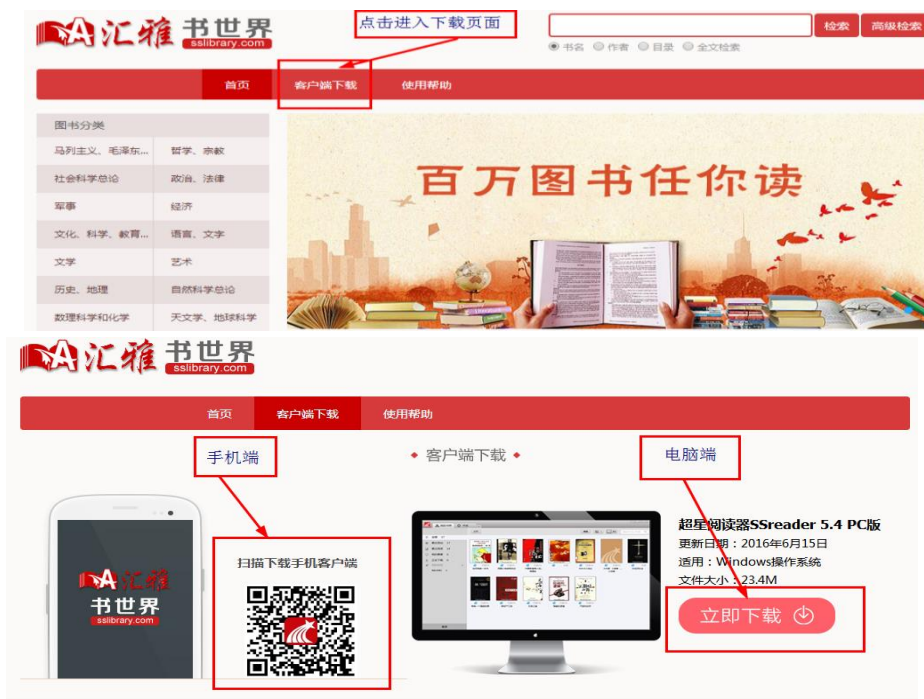 汇雅 书世界
sslibrary.com
点击进入下载页面
检索 高级检索
书名 作者 目录 全文检索
首页 客户端下载 使用帮助
图书分类
马列主义、毛泽东... 哲学、宗教
社会科学总论 政治、法律
军事 经济
文化、科学、教育... 语言、文字
文学 艺术
历史、地理 自然科学总论
数理科学和化学 天文学、地球科学
百万图书任你读
汇雅 书世界
sslibrary.com
首页 客户端下载 使用帮助
手机端
客户端下载
电脑端
汇雅
书世界
sslibrary.com
扫描下载手机客户端
超星阅读器SSreader 5.4 PC版
更新日期：2016年6月15日
适用：Windows操作系统
文件大小：23.4M
立即下载